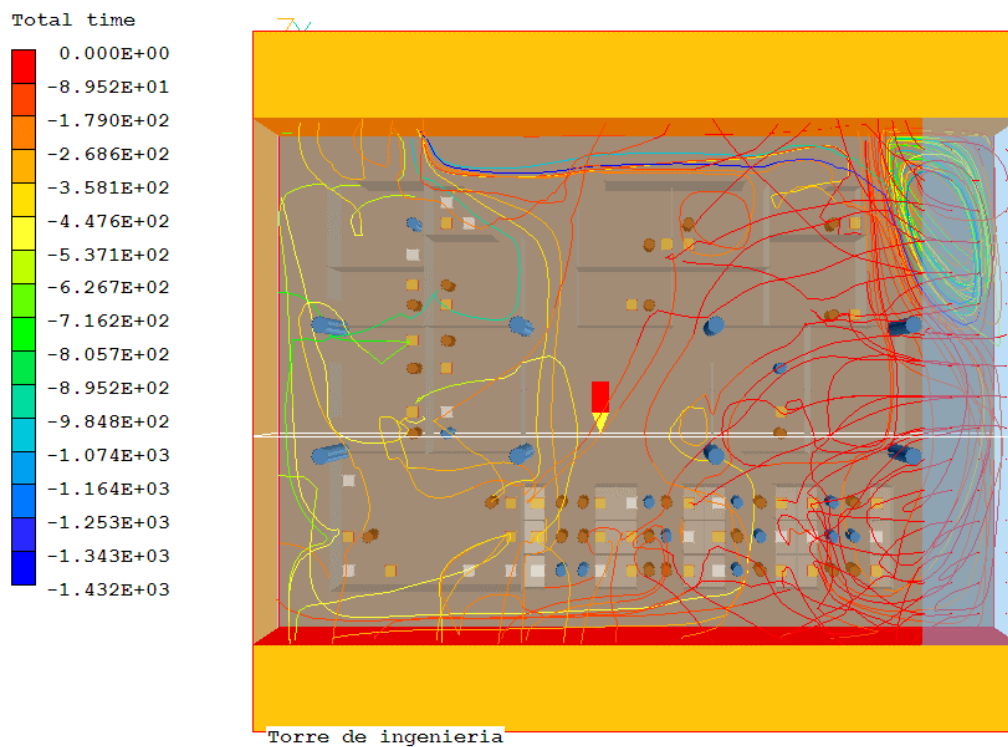 Total time
0.000E+00
-8.952E+01
-1.790E+02
-2.686E+02
-3.581E+02
-4.476E+02
-5.371E+02
-6.267E+02
-7.162E+02
-8.057E+02
-8.952E+02
-9.848E+02
-1.074E+03
-1.164E+03
-1.253E+03
-1.343E+03
-1.432E+03
Torre de ingenieria